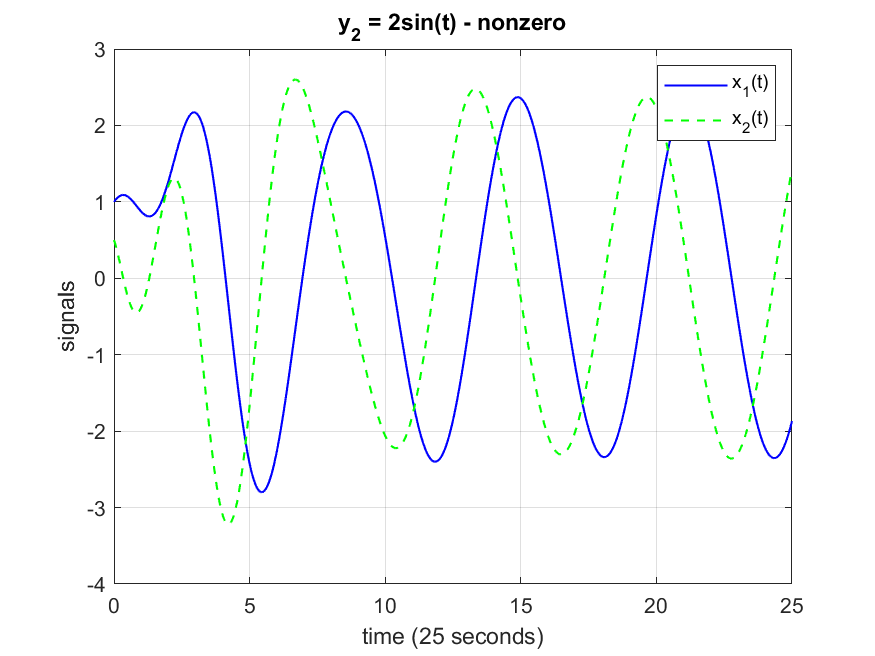 y₂ = 2sin(t) - nonzero
3
2
1
0
-1
-2
-3
-4
signals
x₁(t)
x₂(t)
0 5 10 15 20 25
time (25 seconds)